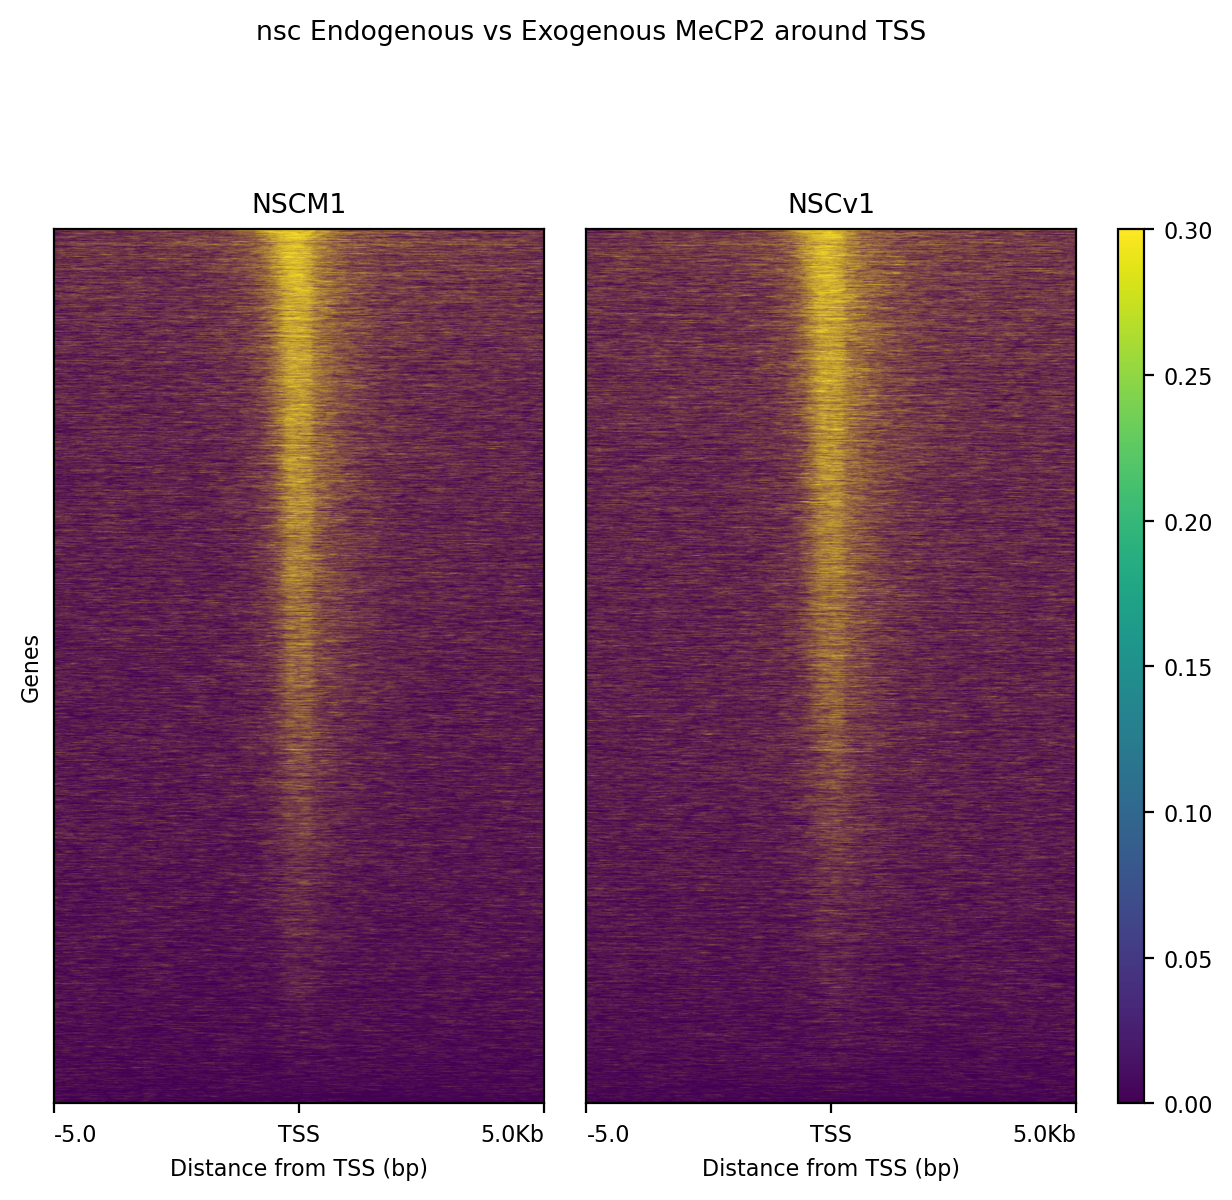 nsc Endogenous vs Exogenous MeCP2 around TSS
NSCM1
NSCv1
Genes
0.30
0.25
0.20
0.15
0.10
0.05
0.00
-5.0 TSS 5.0Kb
-5.0 TSS 5.0Kb
Distance from TSS (bp)
Distance from TSS (bp)